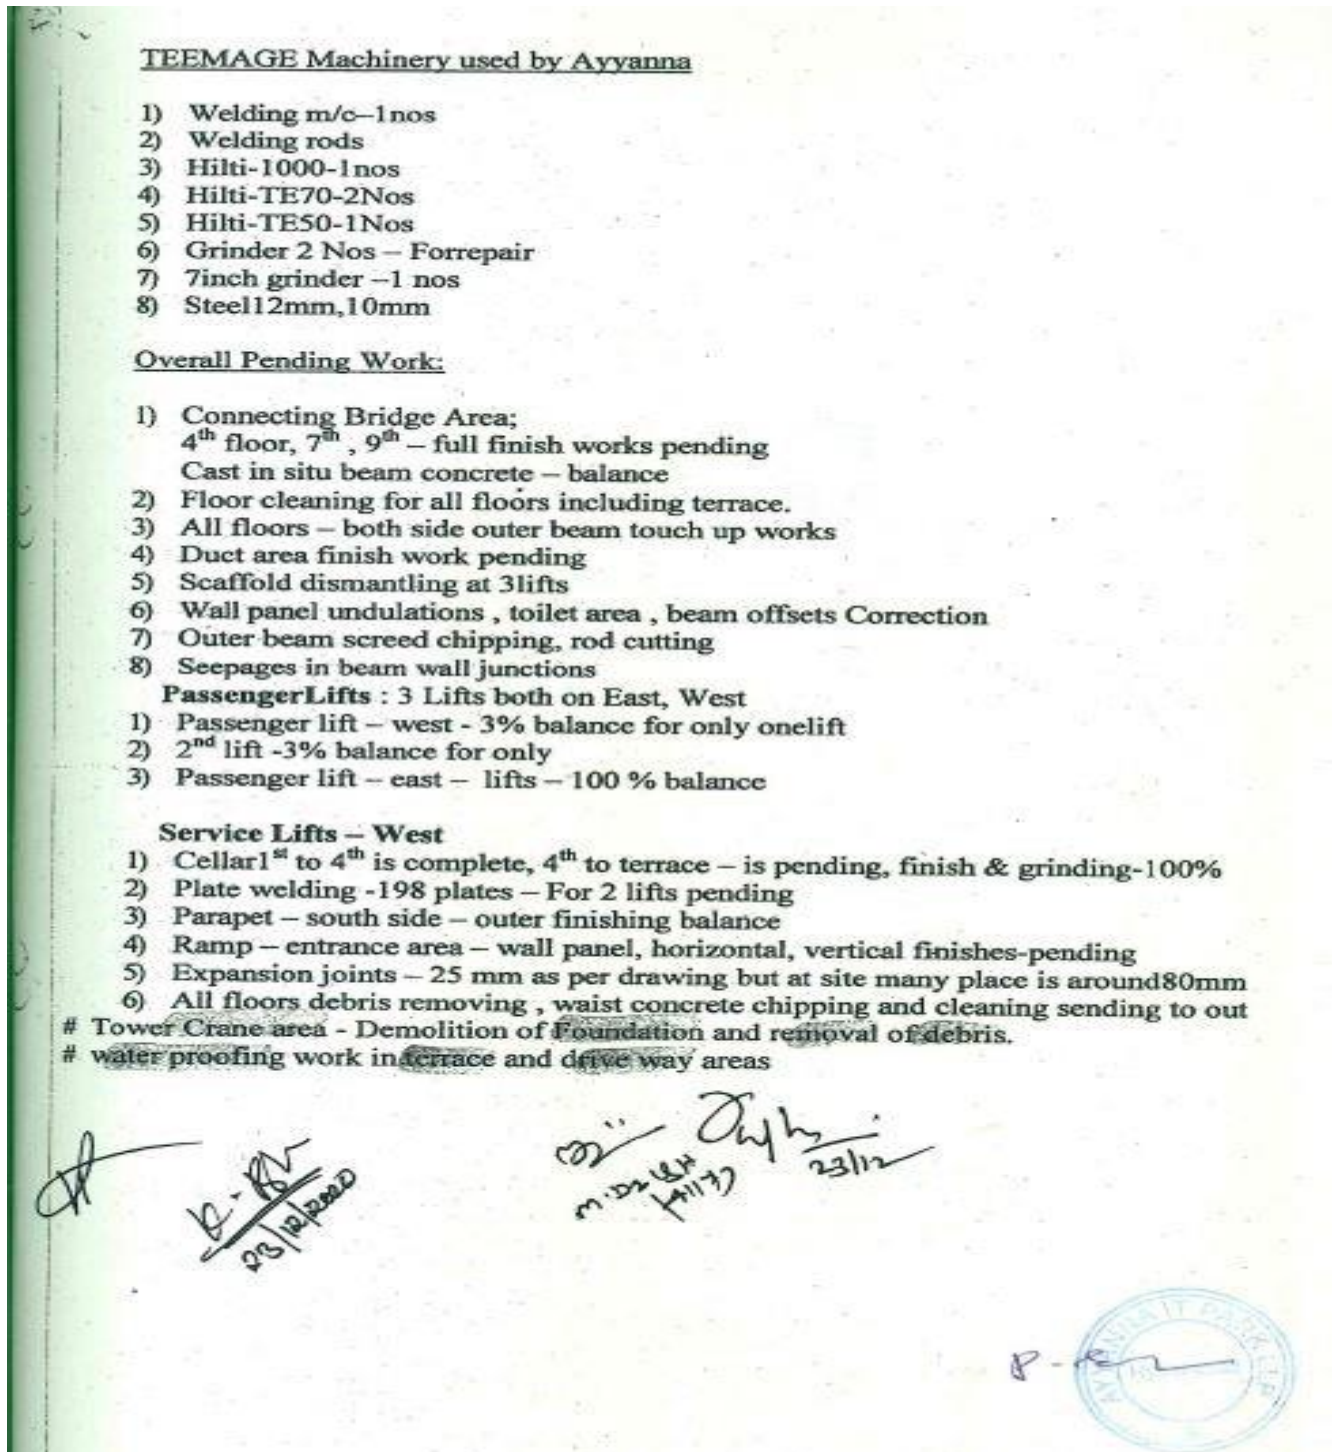 TEEMAGE Machinery used by Ayyanna
1) Welding m/c–1nos
2) Welding rods
3) Hilti-1000-1nos
4) Hilti-TE70-2Nos
5) Hilti-TE50-1Nos
6) Grinder 2 Nos – Forrepair
7) 7inch grinder –1 nos
8) Steel12mm,10mm
Overall Pending Work:
1) Connecting Bridge Area;
4th floor, 7th , 9th – full finish works pending
Cast in situ beam concrete – balance
2) Floor cleaning for all floors including terrace.
3) All floors – both side outer beam touch up works
4) Duct area finish work pending
5) Scaffold dismantling at 3lifts
6) Wall panel undulations , toilet area , beam offsets Correction
7) Outer beam screed chipping, rod cutting
8) Seepages in beam wall junctions
PassengerLifts : 3 Lifts both on East, West
1) Passenger lift – west - 3% balance for only onelift
2) 2nd lift -3% balance for only
3) Passenger lift – east – lifts – 100 % balance
Service Lifts – West
1) Cellar1st to 4th is complete, 4th to terrace – is pending, finish & grinding-100%
2) Plate welding -198 plates – For 2 lifts pending
3) Parapet – south side – outer finishing balance
4) Ramp – entrance area – wall panel, horizontal, vertical finishes-pending
5) Expansion joints – 25 mm as per drawing but at site many place is around80mm
6) All floors debris removing , waist concrete chipping and cleaning sending to out
# Tower Crane area - Demolition of Foundation and removal of debris.
# water proofing work in terrace and drive way areas
23/12
23/12/2020
IT PARK LLP